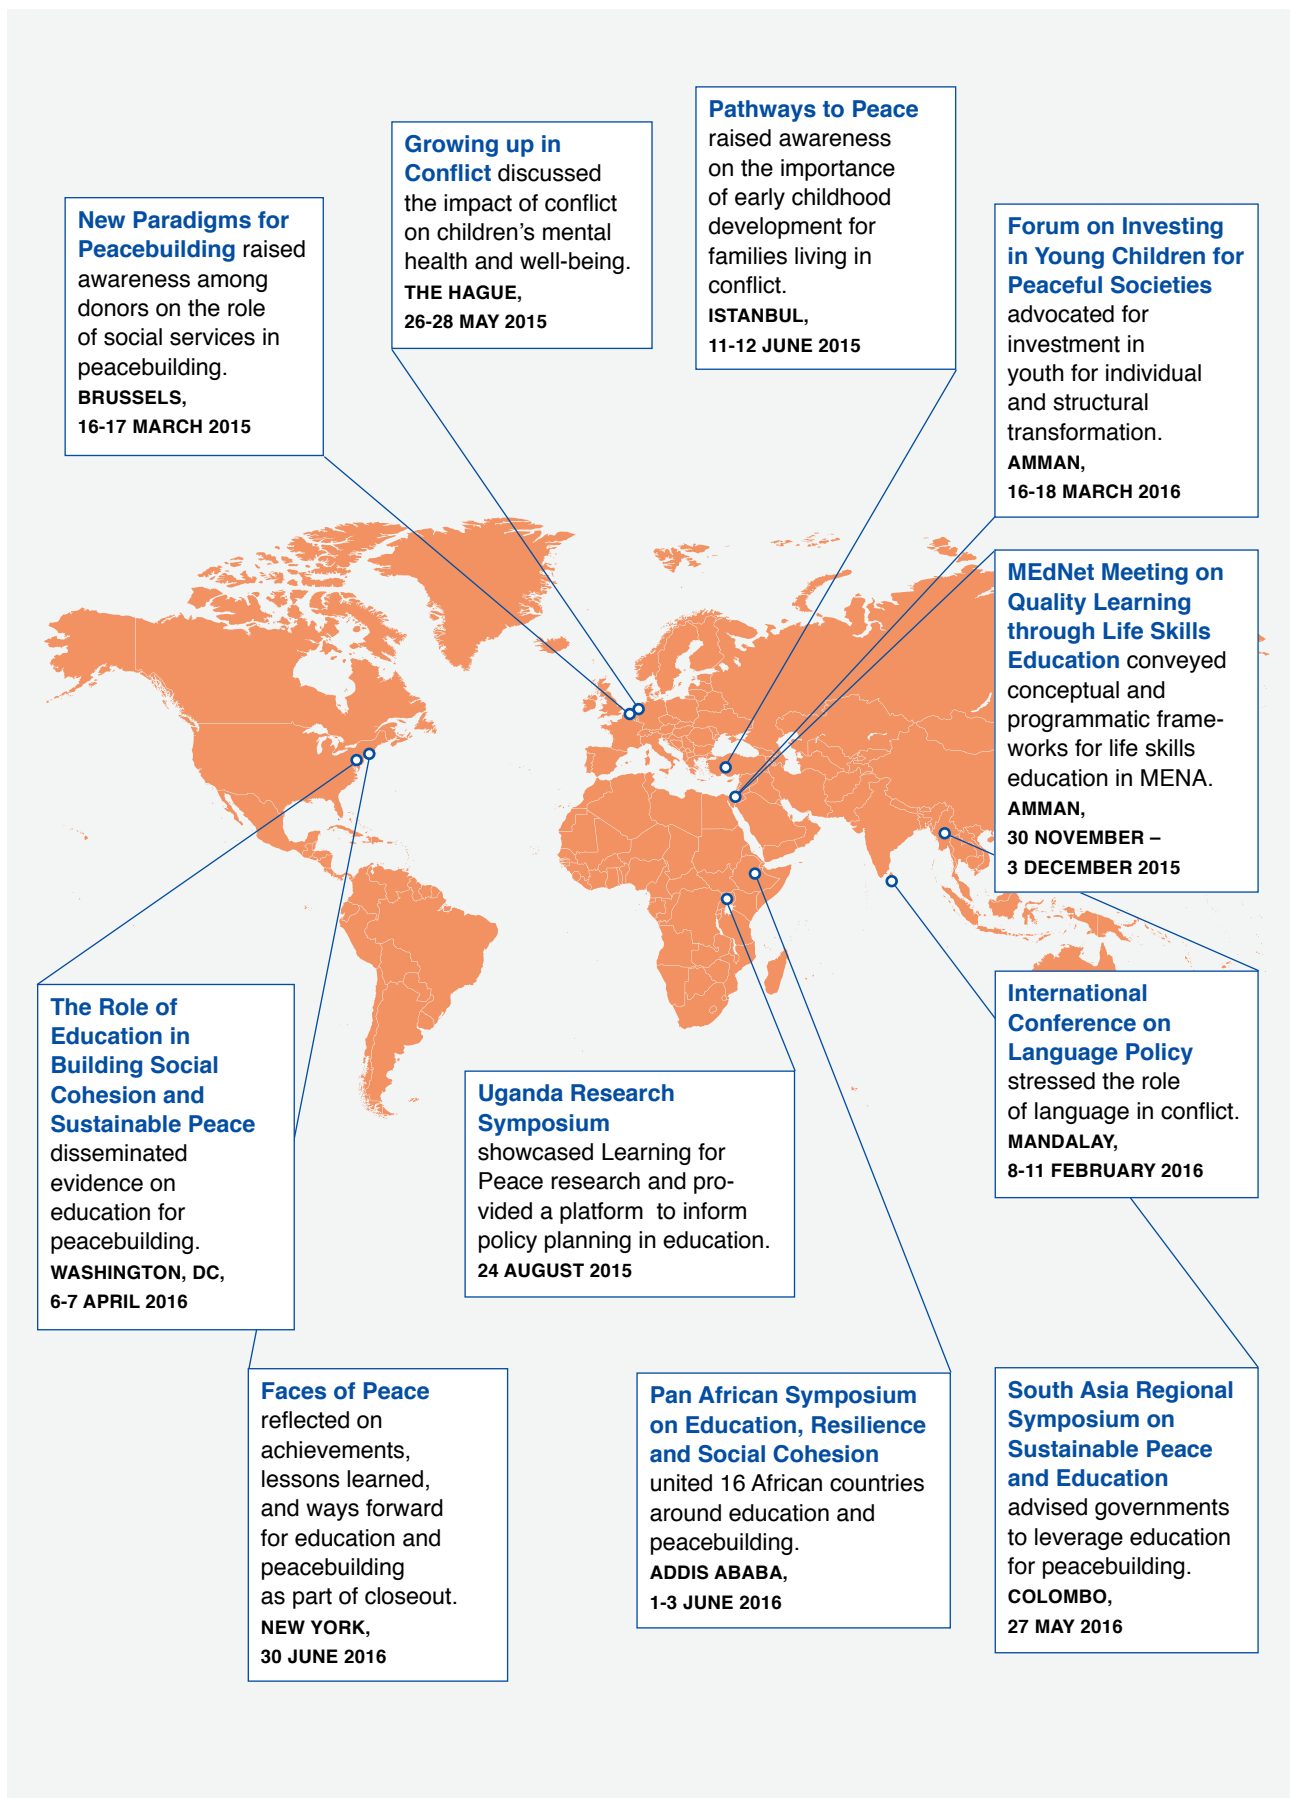 New Paradigms for
Peacebuilding raised
awareness among
donors on the role
of social services in
peacebuilding.
BRUSSELS,
16-17 MARCH 2015
Growing up in
Conflict discussed
the impact of conflict
on children’s mental
health and well-being.
THE HAGUE,
26-28 MAY 2015
Pathways to Peace
raised awareness
on the importance
of early childhood
development for
families living in
conflict.
ISTANBUL,
11-12 JUNE 2015
Forum on Investing
in Young Children for
Peaceful Societies
advocated for
investment in
youth for individual
and structural
transformation.
AMMAN,
16-18 MARCH 2016
MEdNet Meeting on
Quality Learning
through Life Skills
Education conveyed
conceptual and
programmatic frame-
works for life skills
education in MENA.
AMMAN,
30 NOVEMBER –
3 DECEMBER 2015
The Role of
Education in
Building Social
Cohesion and
Sustainable Peace
disseminated
evidence on
education for
peacebuilding.
WASHINGTON, DC,
6-7 APRIL 2016
Uganda Research
Symposium
showcased Learning for
Peace research and pro-
vided a platform  to inform
policy planning in education.
24 AUGUST 2015
International
Conference on
Language Policy
stressed the role
of language in conflict.
MANDALAY,
8-11 FEBRUARY 2016
Faces of Peace
reflected on
achievements,
lessons learned,
and ways forward
for education and
peacebuilding
as part of closeout.
NEW YORK,
30 JUNE 2016
Pan African Symposium
on Education, Resilience
and Social Cohesion
united 16 African countries
around education and
peacebuilding.
ADDIS ABABA,
1-3 JUNE 2016
South Asia Regional
Symposium on
Sustainable Peace
and Education
advised governments
to leverage education
for peacebuilding.
COLOMBO,
27 MAY 2016